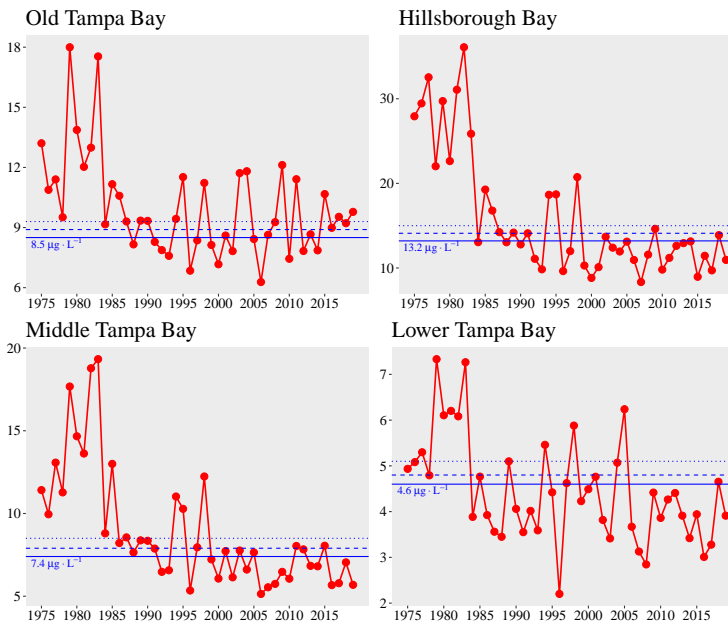 Old Tampa Bay
18
15
12
9
6
8.5 μg · L⁻¹
1975 1980 1985 1990 1995 2000 2005 2010 2015
Hillsborough Bay
30
20
10
13.2 μg · L⁻¹
1975 1980 1985 1990 1995 2000 2005 2010 2015
Middle Tampa Bay
20
15
10
5
7.4 μg · L⁻¹
1975 1980 1985 1990 1995 2000 2005 2010 2015
Lower Tampa Bay
7
6
5
4
3
2
4.6 μg · L⁻¹
1975 1980 1985 1990 1995 2000 2005 2010 2015